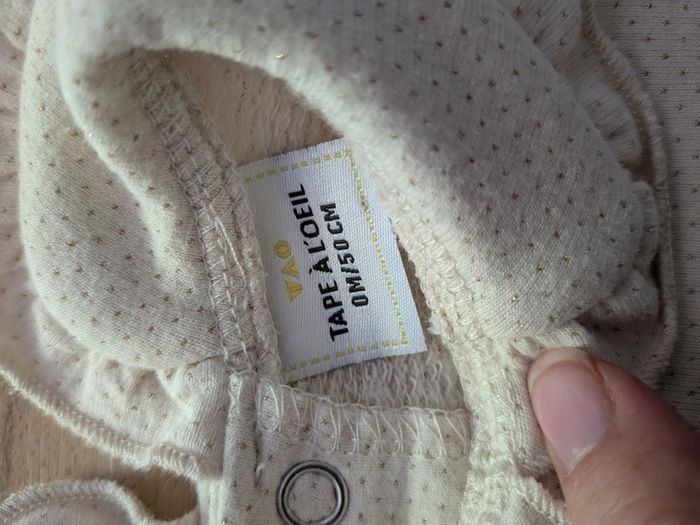 TAO
TAPE À L'OEIL
0M/50CM